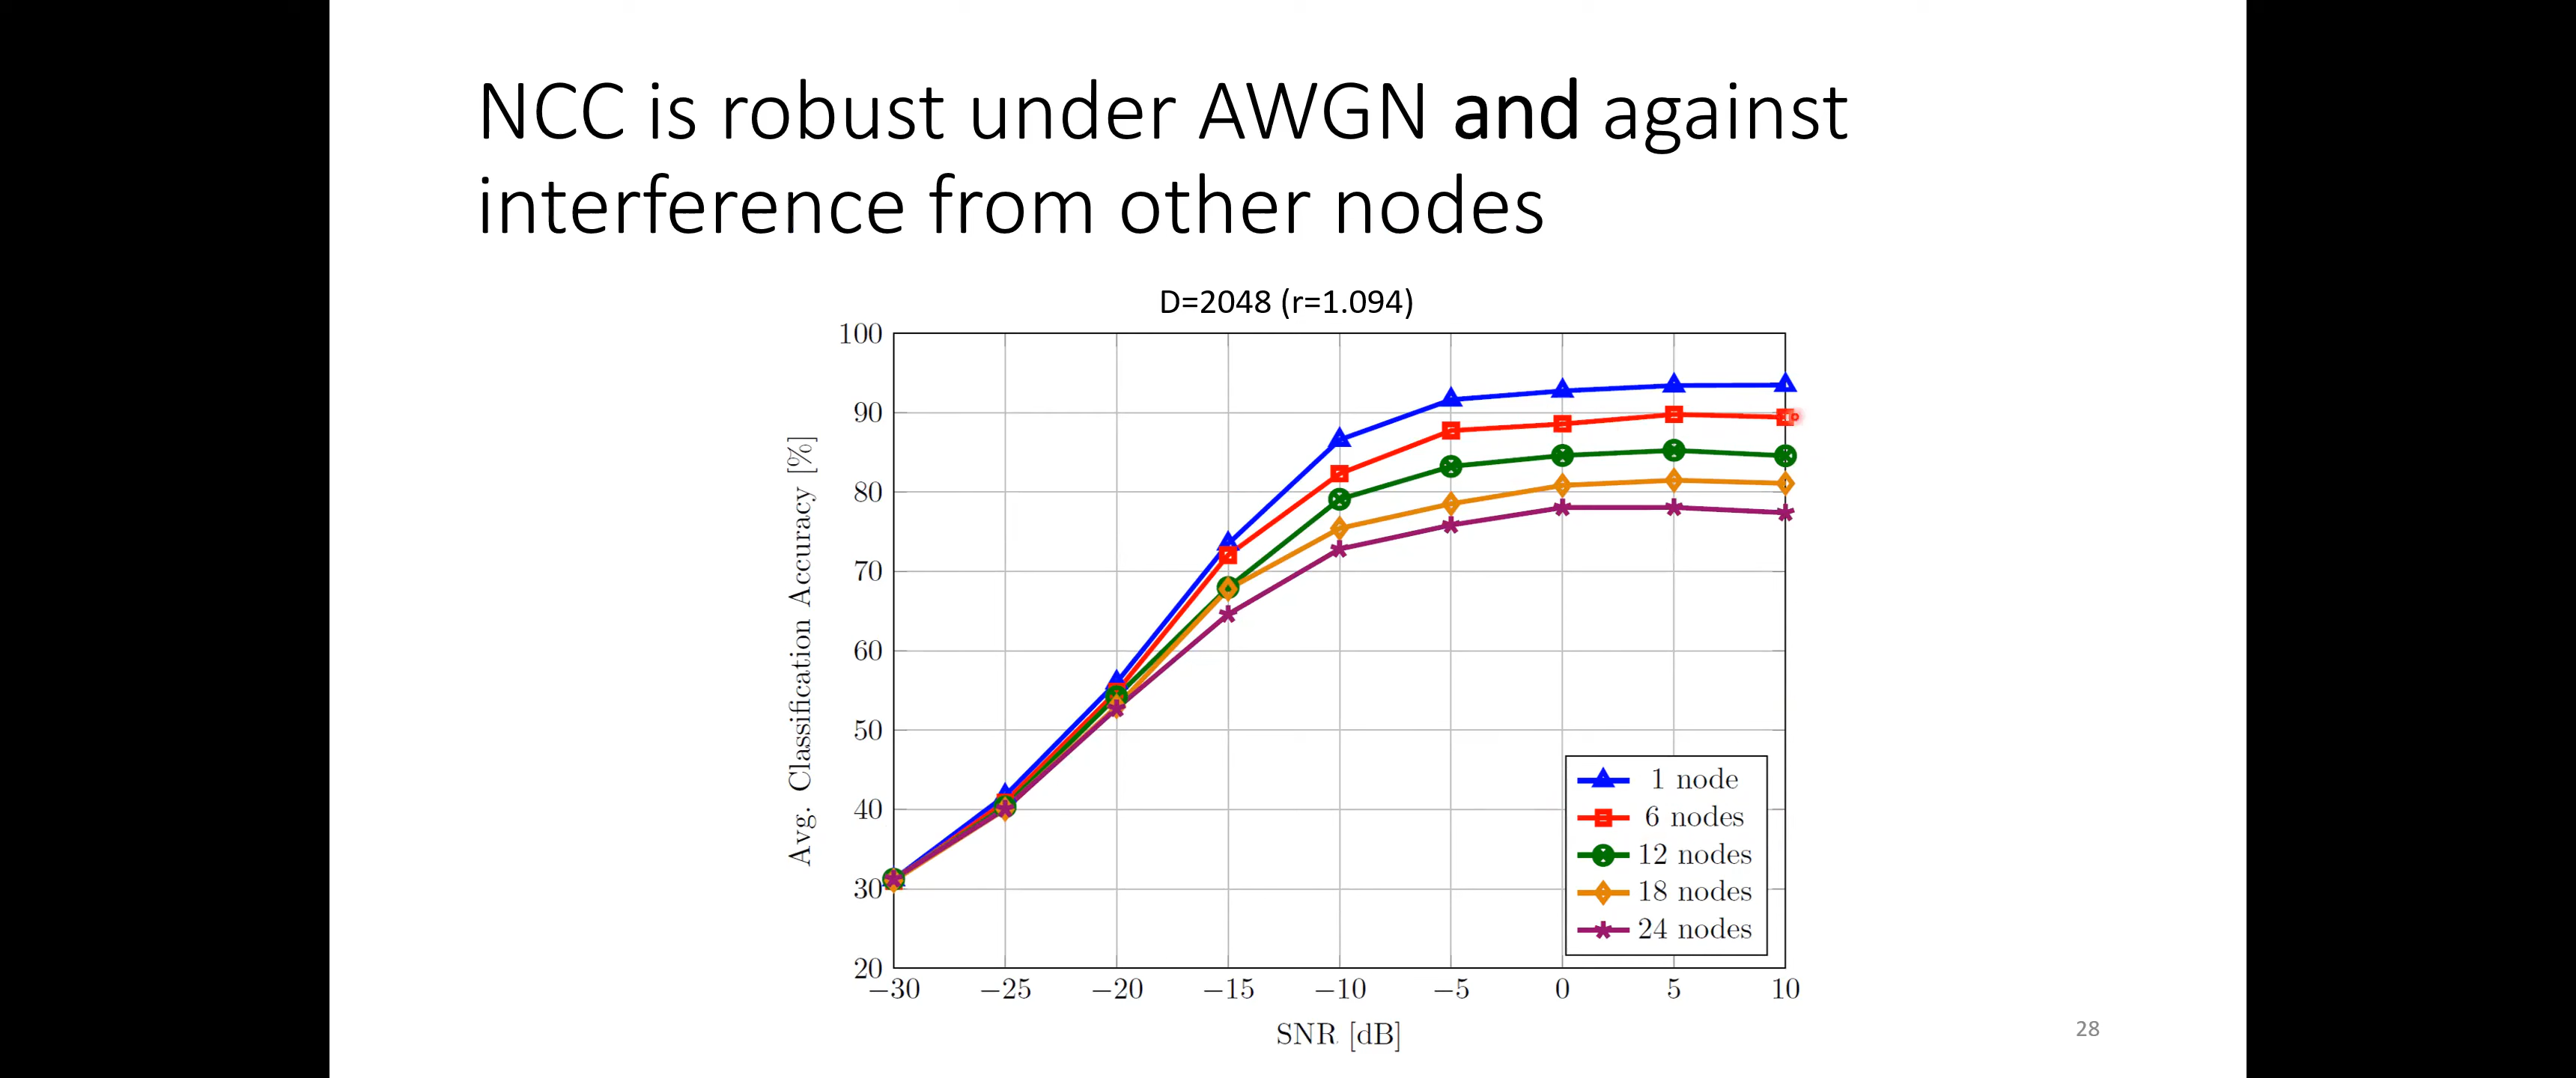 NCC is robust under AWGN and against
interference from other nodes
D=2048 (r=1.094)
100
90
80
70
60
50
40
30
20
Avg. Classification Accuracy [%]
−30 −25 −20 −15 −10 −5 0 5 10
SNR [dB]
1 node
6 nodes
12 nodes
18 nodes
24 nodes
28